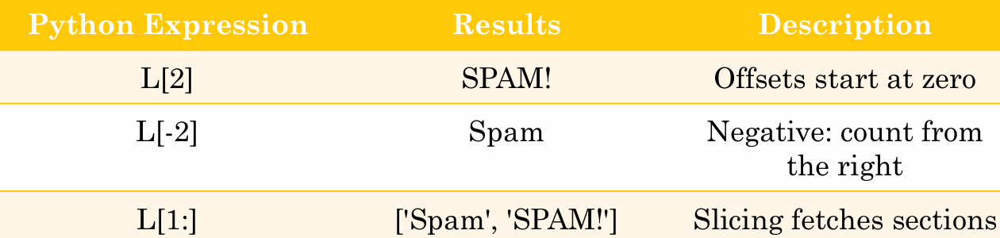 Python Expression Results Description
L[2] SPAM! Offsets start at zero
L[-2] Spam Negative: count from
the right
L[1:] ['Spam', 'SPAM!'] Slicing fetches sections